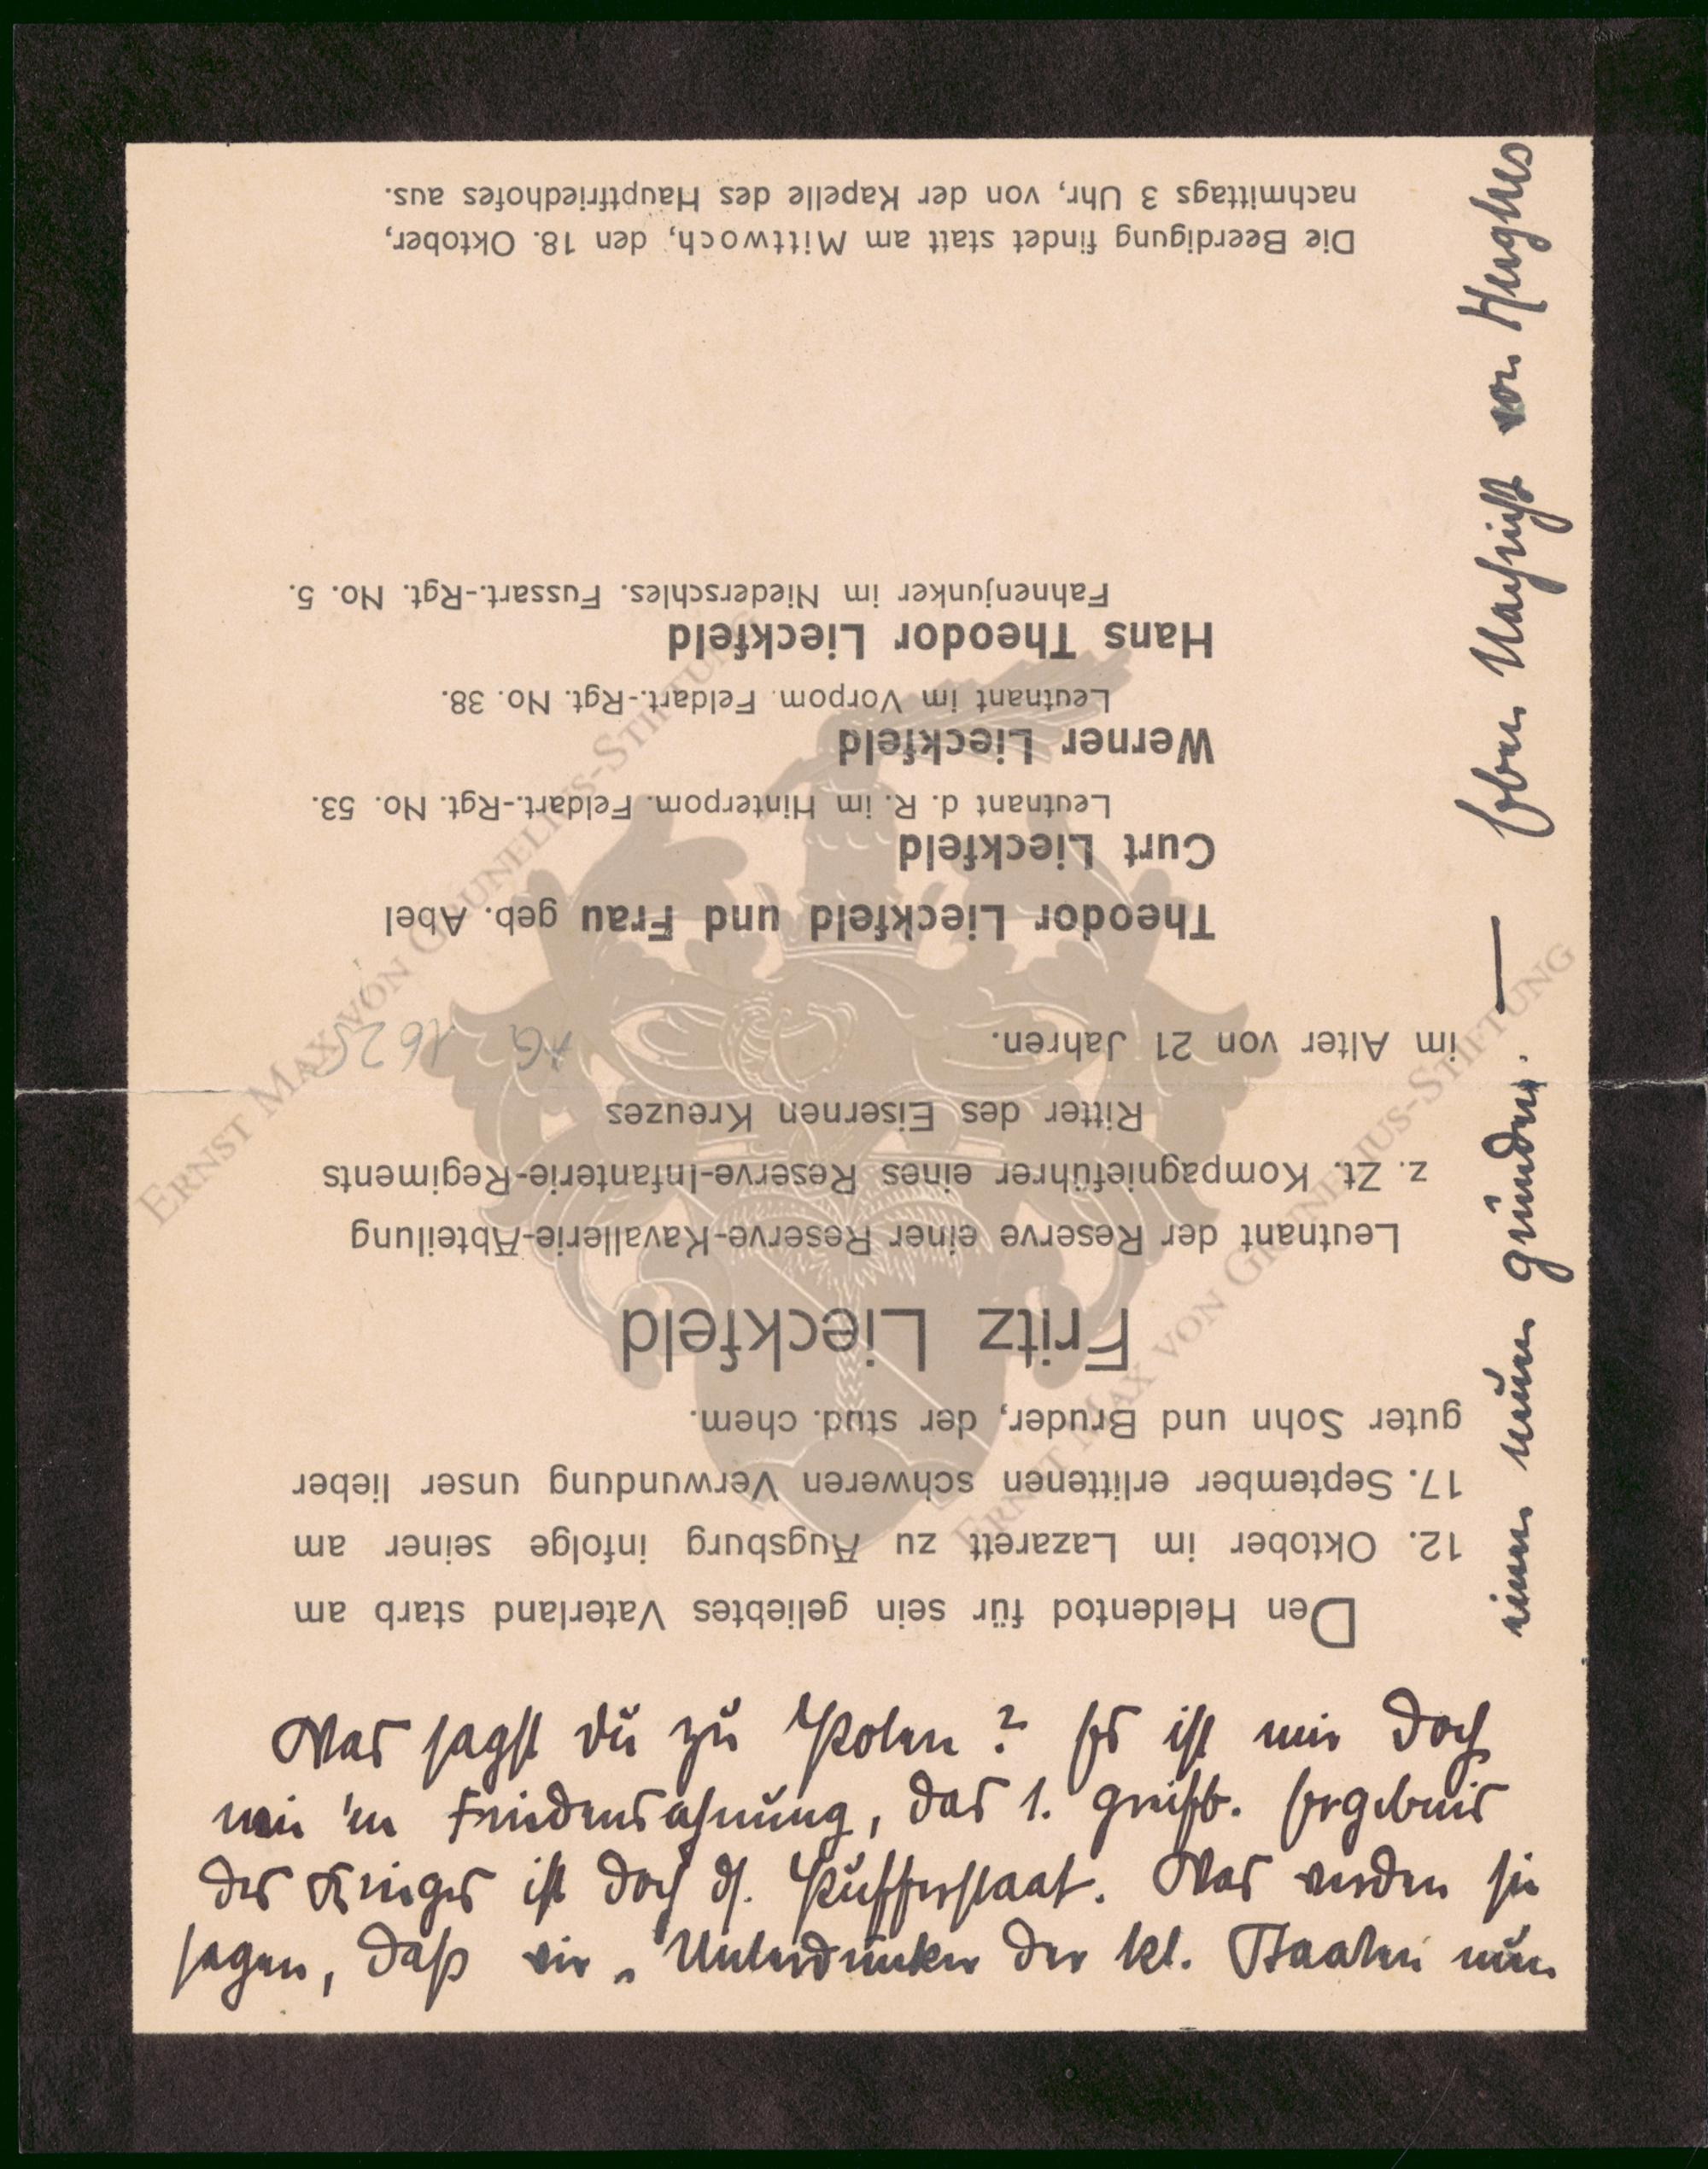 Den Heldentod für sein geliebtes Vaterland starb am
12. Oktober im Lazarett zu Augsburg infolge seiner am
17. September erlittenen schweren Verwundung unser lieber
guter Sohn und Bruder, der stud. chem.
Fritz Lieckfeld
Leutnant der Reserve einer Reserve-Kavallerie-Abteilung
z. Zt. Kompagnieführer eines Reserve-Infanterie-Regiments
Ritter des Eisernen Kreuzes
im Alter von 21 Jahren.
Theodor Lieckfeld und Frau geb. Abel
Curt Lieckfeld
Leutnant d. R. im Hinterpom. Feldart.-Rgt. No. 53.
Werner Lieckfeld
Leutnant im Vorpom. Feldart.-Rgt. No. 38.
Hans Theodor Lieckfeld
Fahnenjunker im Niederschles. Fussart.-Rgt. No. 5.
Die Beerdigung findet statt am Mittwoch, den 18. Oktober,
nachmittags 3 Uhr, von der Kapelle des Hauptfriedhofes aus.
Was sagst du zu Polen? Es ist mir doch
wie 'ne Friedensahnung, das 1. greifb. Ergebnis
des Krieges ist doch ds. Pufferstaat. Was werden sie
sagen, daß wir „Unterdrücker der kl. Staaten nun
einen neuen gründen. — Eben Nachricht von Hughes
ERNST MAX VON GRUNELIUS-STIFTUNG
ERNST MAX VON GRUNELIUS-STIFTUNG